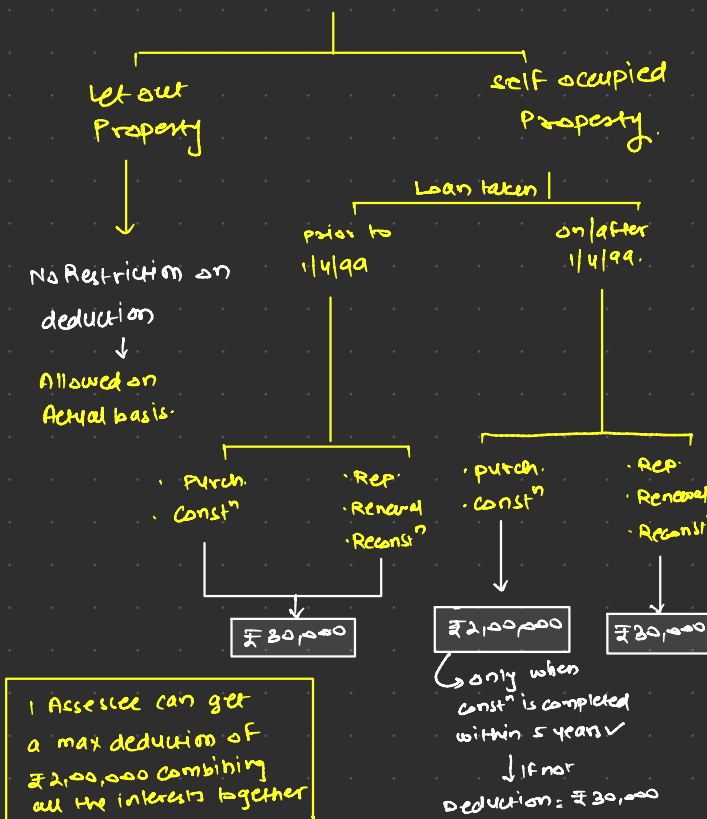 Let out
Property
self occupied
Property.
Loan taken
prior to
1/4/99
on/after
1/4/99.
No Restriction on
deduction
Allowed on
Actual basis.
· Purch.
· Constⁿ
· Rep.
· Renewal
· Reconstⁿ
· purch.
· constⁿ
· Rep.
· Renewal
· Reconst
₹30,000
₹2,00,000
₹30,000
only when
constⁿ is completed
within 5 years ✓
If not
Deduction = ₹30,000
1 Assessee can get
a max deduction of
₹2,00,000 combining
all the interests together